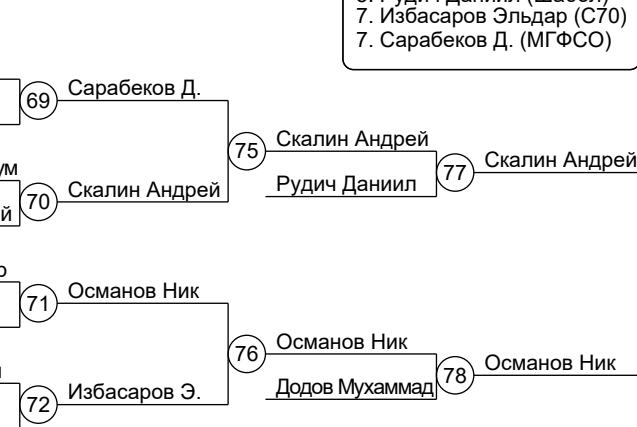 7. Избасаров Эльдар (С70)
7. Сарабеков Д. (МГФСО)
69 Сарабеков Д.
75 Скалин Андрей
77 Скалин Андрей
70 Скалин Андрей
Рудич Даниил
71 Османов Ник
76 Османов Ник
78 Османов Ник
72 Избасаров Э.
Додов Мухаммад